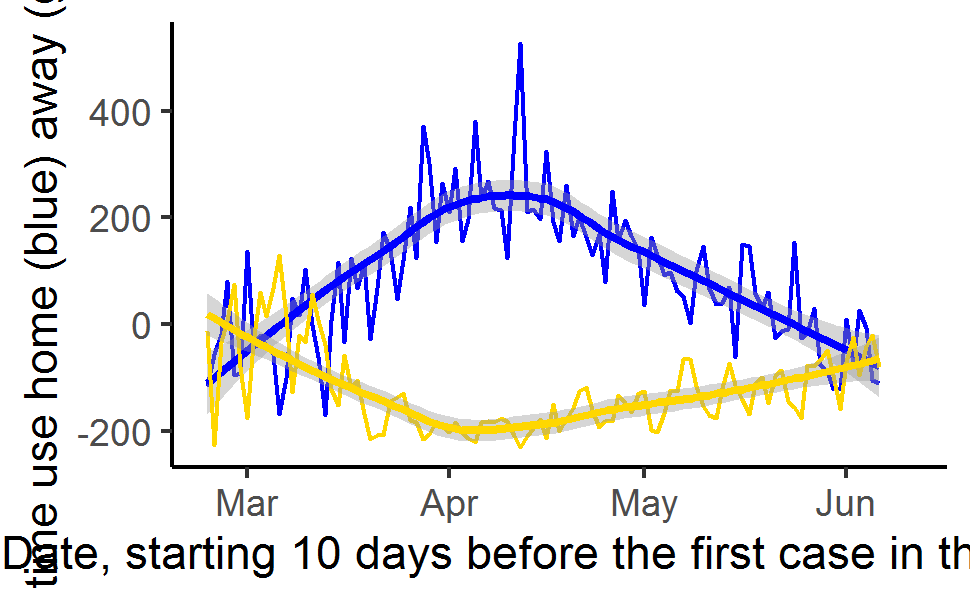 time use home (blue) away (
400
200
0
-200
Mar Apr May Jun
Date, starting 10 days before the first case in th